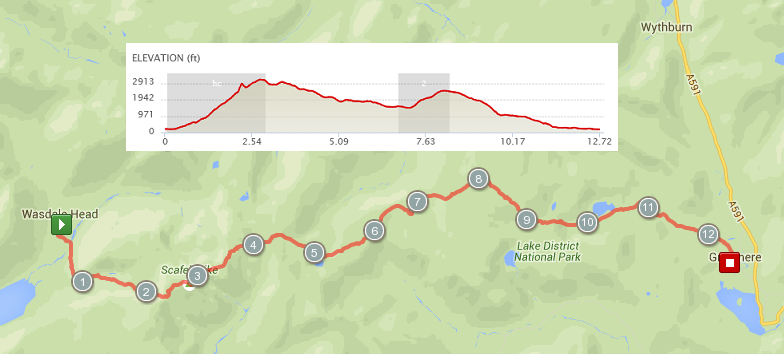 Wythburn
ELEVATION (ft)
hc
2
2913
1942
971
0
0
2.54
5.09
7.63
10.17
12.72
A591
8
7
A591
11
Wasdale Head
9
10
6
12
4
Lake District
National Park
5
3
1
2